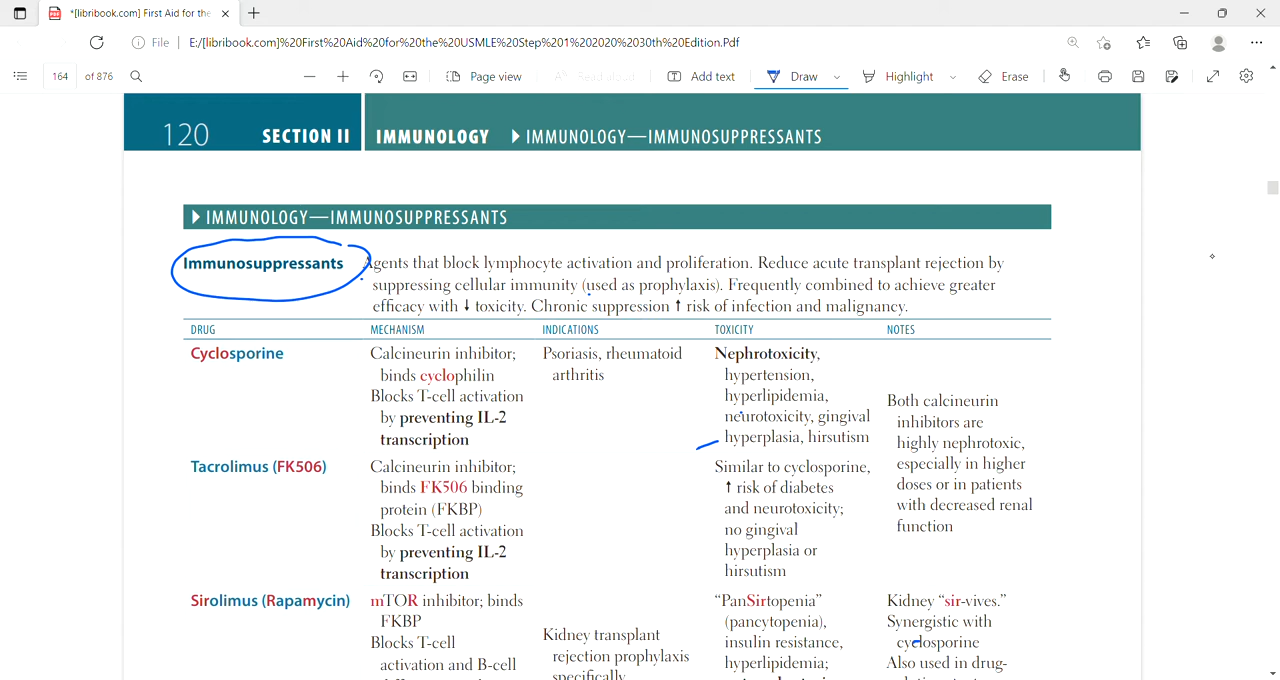 *[libribook.com] First Aid for the
File
E:/[libribook.com]%20First%20Aid%20for%20the%20USMLE%20Step%201%202020%2030th%20Edition.Pdf
164 of 876
Page view
Read aloud
Add text
Draw
Highlight
Erase
120 SECTION II IMMUNOLOGY ▶ IMMUNOLOGY—IMMUNOSUPPRESSANTS
▶ IMMUNOLOGY—IMMUNOSUPPRESSANTS
Immunosuppressants
Agents that block lymphocyte activation and proliferation. Reduce acute transplant rejection by
suppressing cellular immunity (used as prophylaxis). Frequently combined to achieve greater
efficacy with ↓ toxicity. Chronic suppression ↑ risk of infection and malignancy.
DRUG MECHANISM INDICATIONS TOXICITY NOTES
Cyclosporine
Calcineurin inhibitor;
binds cyclophilin
Blocks T-cell activation
by preventing IL-2
transcription
Psoriasis, rheumatoid
arthritis
Nephrotoxicity,
hypertension,
hyperlipidemia,
neurotoxicity, gingival
hyperplasia, hirsutism
Both calcineurin
inhibitors are
highly nephrotoxic,
especially in higher
doses or in patients
with decreased renal
function
Tacrolimus (FK506)
Calcineurin inhibitor;
binds FK506 binding
protein (FKBP)
Blocks T-cell activation
by preventing IL-2
transcription
Similar to cyclosporine,
↑ risk of diabetes
and neurotoxicity;
no gingival
hyperplasia or
hirsutism
Sirolimus (Rapamycin)
mTOR inhibitor; binds
FKBP
Blocks T-cell
activation and B-cell
Kidney transplant
rejection prophylaxis
specifically
"PanSirtopenia"
(pancytopenia),
insulin resistance,
hyperlipidemia;
Kidney "sir-vives."
Synergistic with
cyclosporine
Also used in drug-